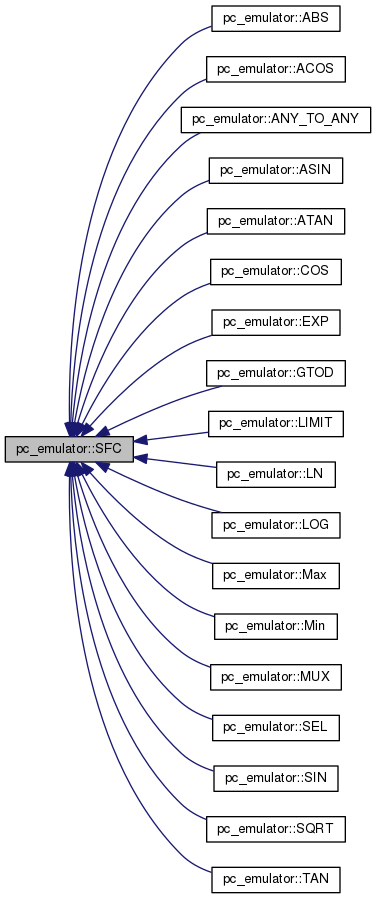 pc_emulator::ABS
pc_emulator::ACOS
pc_emulator::ANY_TO_ANY
pc_emulator::ASIN
pc_emulator::ATAN
pc_emulator::COS
pc_emulator::EXP
pc_emulator::GTOD
pc_emulator::LIMIT
pc_emulator::SFC
pc_emulator::LN
pc_emulator::LOG
pc_emulator::Max
pc_emulator::Min
pc_emulator::MUX
pc_emulator::SEL
pc_emulator::SIN
pc_emulator::SQRT
pc_emulator::TAN